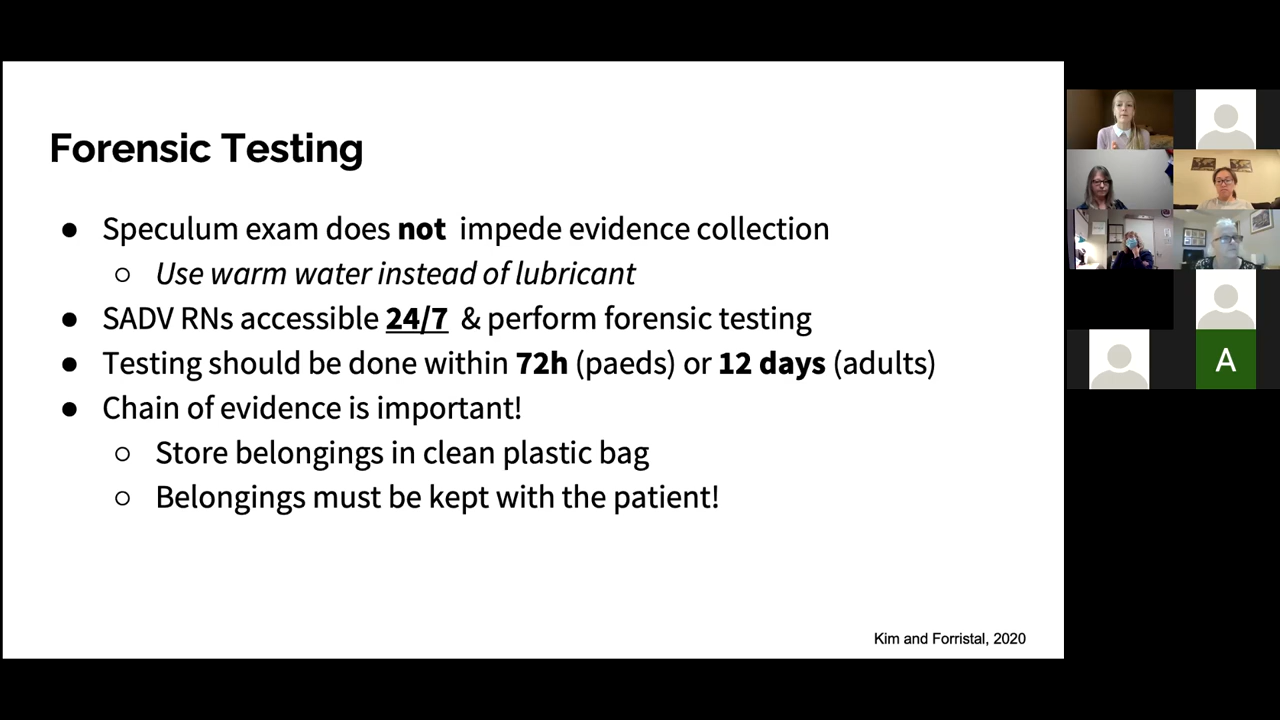 Forensic Testing
● Speculum exam does not impede evidence collection
○ Use warm water instead of lubricant
● SADV RNs accessible 24/7 & perform forensic testing
● Testing should be done within 72h (paeds) or 12 days (adults)
● Chain of evidence is important!
○ Store belongings in clean plastic bag
○ Belongings must be kept with the patient!
Kim and Forristal, 2020
A